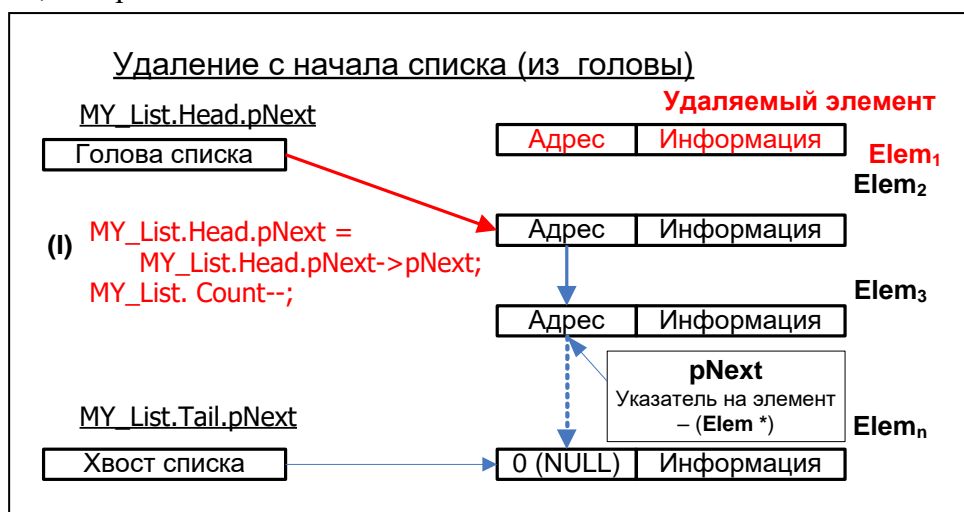 Удаление с начала списка (из головы)
MY_List.Head.pNext
Удаляемый элемент
Голова списка
Адрес
Информация
Elem1
Elem2
(I)
MY_List.Head.pNext =
MY_List.Head.pNext->pNext;
MY_List. Count--;
Адрес
Информация
Elem3
Адрес
Информация
pNext
Указатель на элемент
– (Elem *)
MY_List.Tail.pNext
Elemn
Хвост списка
0 (NULL)
Информация